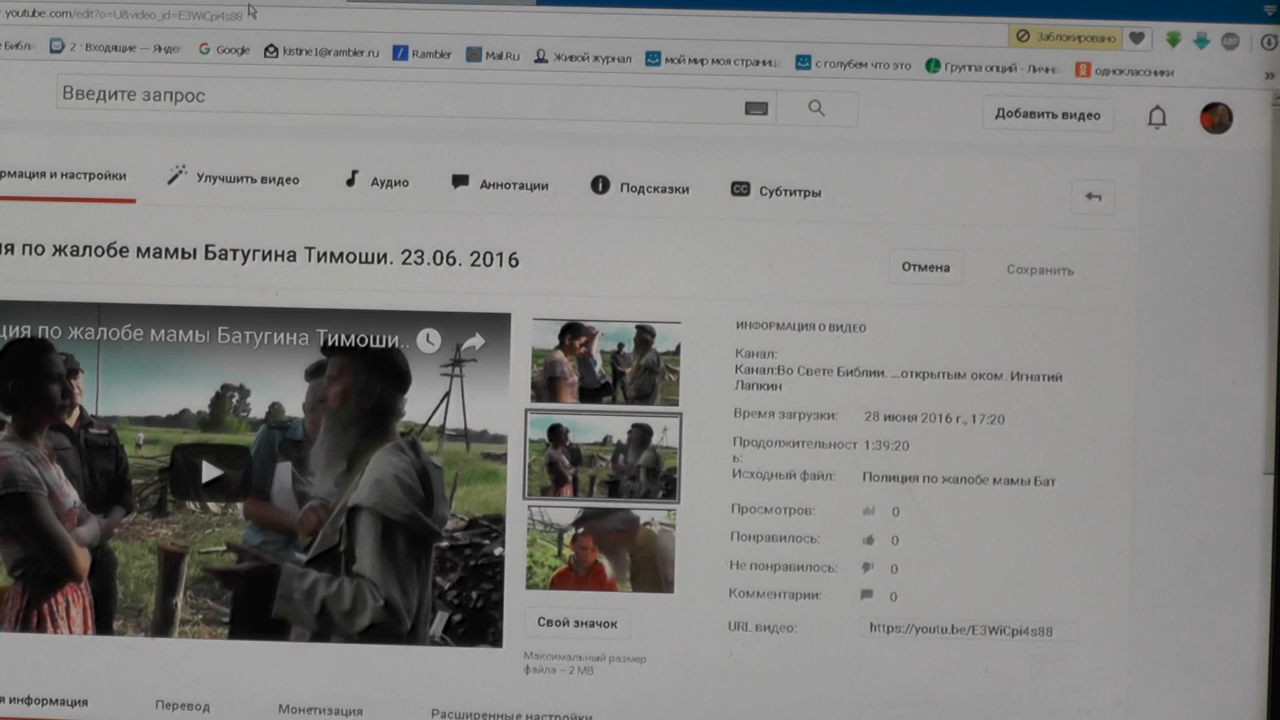 .youtube.com/edit?o=U&video_id=E3WiCpi4s88
Заблокировано
2 : Входящие — Янде
Google
kistine1@rambler.ru
Rambler
Mail.Ru
Живой журнал
мой мир моя страниц
с голубем что это
Группа опций - Личн
одноклассники
Введите запрос
Добавить видео
рмация и настройки
Улучшить видео
Аудио
Аннотации
Подсказки
CC Субтитры
ия по жалобе мамы Батугина Тимоши. 23.06. 2016
Отмена
Сохранить
ция по жалобе мамы Батугина Тимоши..
Свой значок
Максимальный размер
файла – 2 МВ.
ИНФОРМАЦИЯ О ВИДЕО
Канал:
Канал:Во Свете Библии. ...открытым оком. Игнатий
Лапкин
Время загрузки: 28 июня 2016 г., 17:20
Продолжительност 1:39:20
ь:
Исходный файл: Полиция по жалобе мамы Бат
Просмотров: 0
Понравилось: 0
Не понравилось: 0
Комментарии: 0
URL видео: https://youtu.be/E3WiCpi4s88
я информация
Перевод
Монетизация
Расширенные настройки